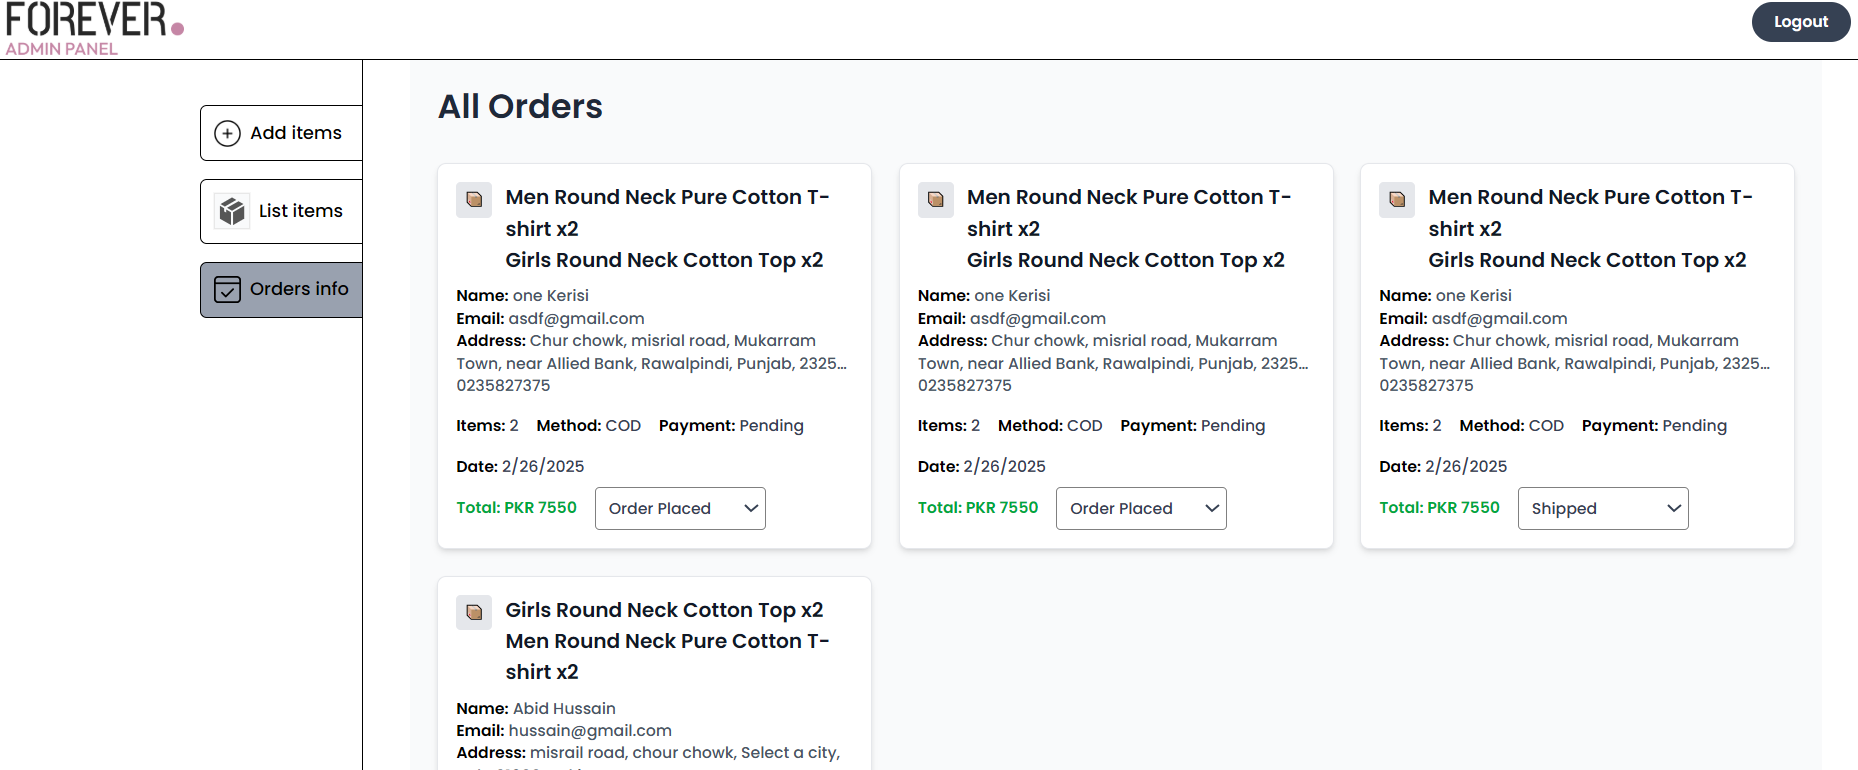 FOREVER.
ADMIN PANEL
Logout
Add items
List items
Orders info
All Orders
Men Round Neck Pure Cotton T-
shirt x2
Girls Round Neck Cotton Top x2
Name: one Kerisi
Email: asdf@gmail.com
Address: Chur chowk, misrial road, Mukarram
Town, near Allied Bank, Rawalpindi, Punjab, 2325...
0235827375
Items: 2 Method: COD Payment: Pending
Date: 2/26/2025
Total: PKR 7550 Order Placed
Men Round Neck Pure Cotton T-
shirt x2
Girls Round Neck Cotton Top x2
Name: one Kerisi
Email: asdf@gmail.com
Address: Chur chowk, misrial road, Mukarram
Town, near Allied Bank, Rawalpindi, Punjab, 2325...
0235827375
Items: 2 Method: COD Payment: Pending
Date: 2/26/2025
Total: PKR 7550 Order Placed
Men Round Neck Pure Cotton T-
shirt x2
Girls Round Neck Cotton Top x2
Name: one Kerisi
Email: asdf@gmail.com
Address: Chur chowk, misrial road, Mukarram
Town, near Allied Bank, Rawalpindi, Punjab, 2325...
0235827375
Items: 2 Method: COD Payment: Pending
Date: 2/26/2025
Total: PKR 7550 Shipped
Girls Round Neck Cotton Top x2
Men Round Neck Pure Cotton T-
shirt x2
Name: Abid Hussain
Email: hussain@gmail.com
Address: misrail road, chour chowk, Select a city,